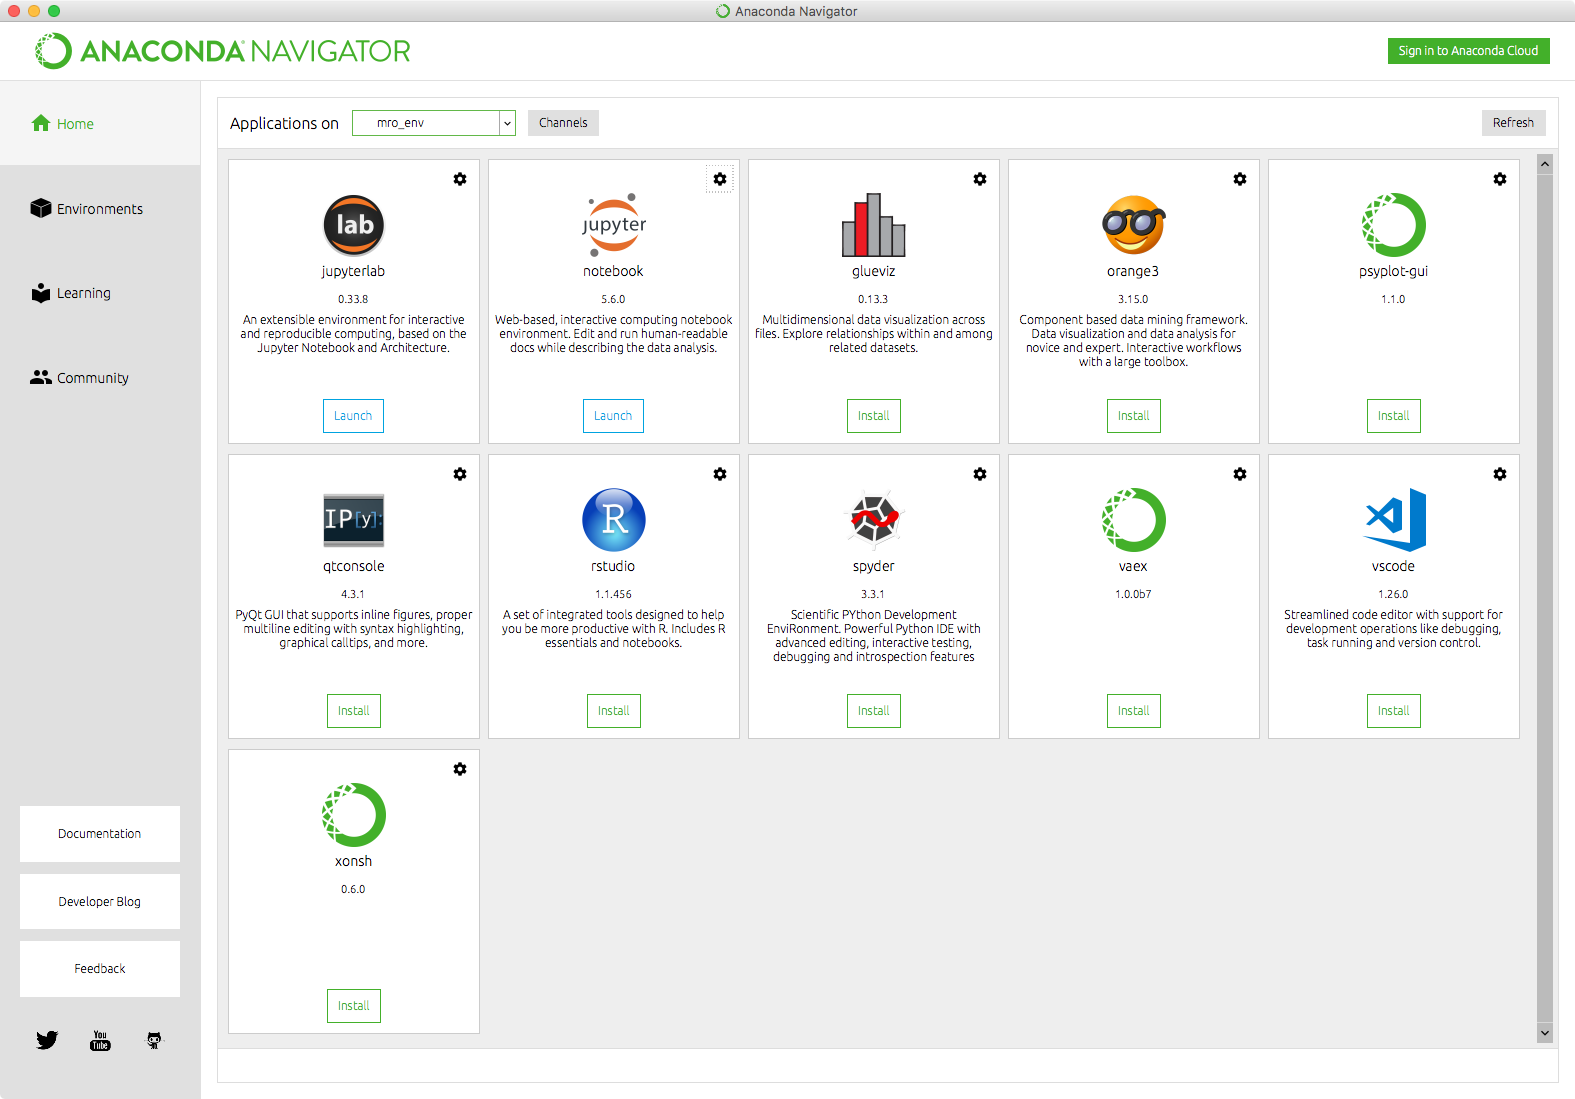 Anaconda Navigator
ANACONDA NAVIGATOR
Sign in to Anaconda Cloud
Home
Environments
Learning
Community
Documentation
Developer Blog
Feedback
You
Tube
Applications on
mro_env
Channels
Refresh
lab
jupyterlab
0.33.8
An extensible environment for interactive
and reproducible computing, based on the
Jupyter Notebook and Architecture.
Launch
jupyter
notebook
5.6.0
Web-based, interactive computing notebook
environment. Edit and run human-readable
docs while describing the data analysis.
Launch
glueviz
0.13.3
Multidimensional data visualization across
files. Explore relationships within and among
related datasets.
Install
orange3
3.15.0
Component based data mining framework.
Data visualization and data analysis for
novice and expert. Interactive workflows
with a large toolbox.
Install
psyplot-gui
1.1.0
Install
IP[y]:
qtconsole
4.3.1
PyQt GUI that supports inline figures, proper
multiline editing with syntax highlighting,
graphical calltips, and more.
Install
R
rstudio
1.1.456
A set of integrated tools designed to help
you be more productive with R. Includes R
essentials and notebooks.
Install
spyder
3.3.1
Scientific PYthon Development
EnviRonment. Powerful Python IDE with
advanced editing, interactive testing,
debugging and introspection features
Install
vaex
1.0.0b7
Install
vscode
1.26.0
Streamlined code editor with support for
development operations like debugging,
task running and version control.
Install
xonsh
0.6.0
Install